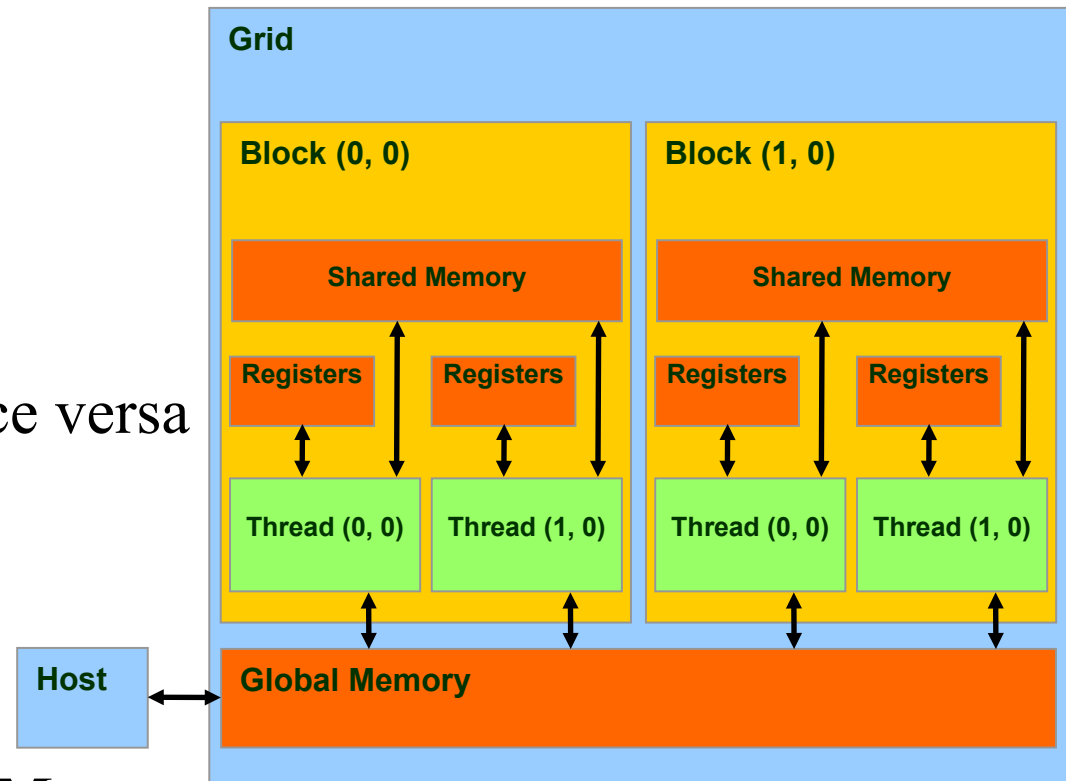 Grid
Block (0, 0)
Block (1, 0)
Shared Memory
Shared Memory
Registers
Registers
Registers
Registers
versa
Thread (0, 0)
Thread (1, 0)
Thread (0, 0)
Thread (1, 0)
Host
Global Memory